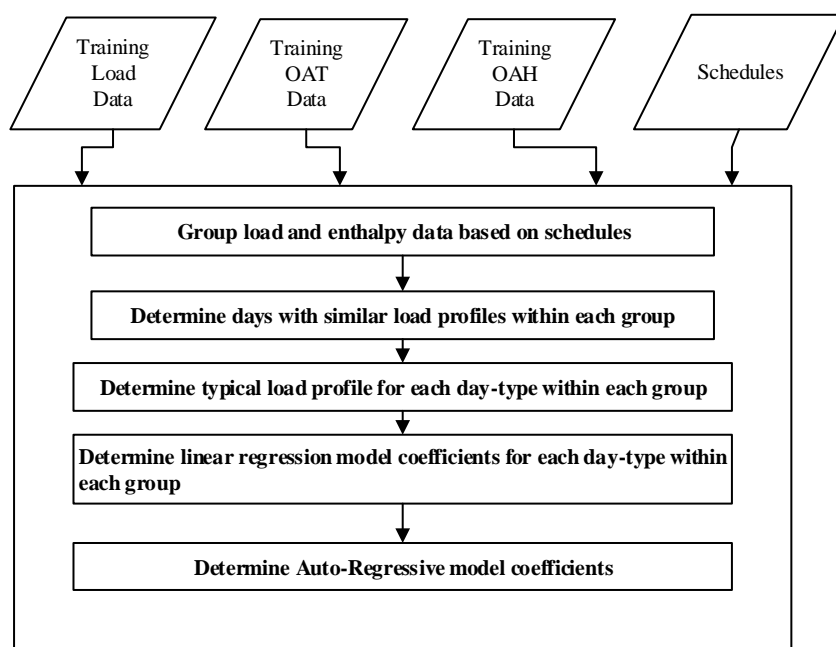 Training
Load
Data
Training
OAT
Data
Training
OAH
Data
Schedules
Group load and enthalpy data based on schedules
Determine days with similar load profiles within each group
Determine typical load profile for each day-type within each group
Determine linear regression model coefficients for each day-type within
each group
Determine Auto-Regressive model coefficients